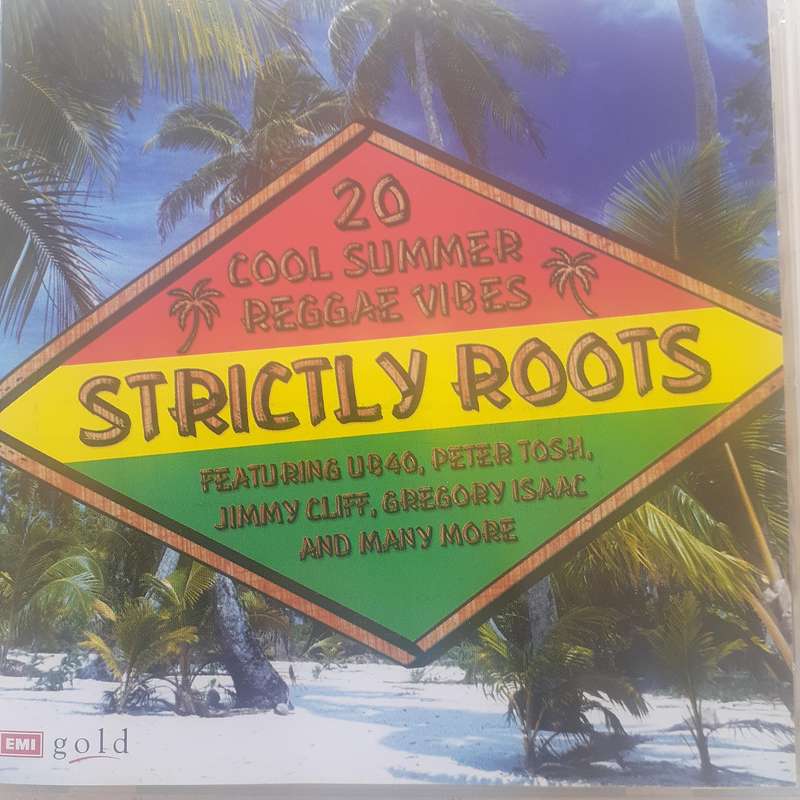 20
COOL SUMMER
REGGAE VIBES
STRICTLY ROOTS
FEATURING UB40, PETER TOSH,
JIMMY CLIFF, GREGORY ISAAC
AND MANY MORE
EMI gold